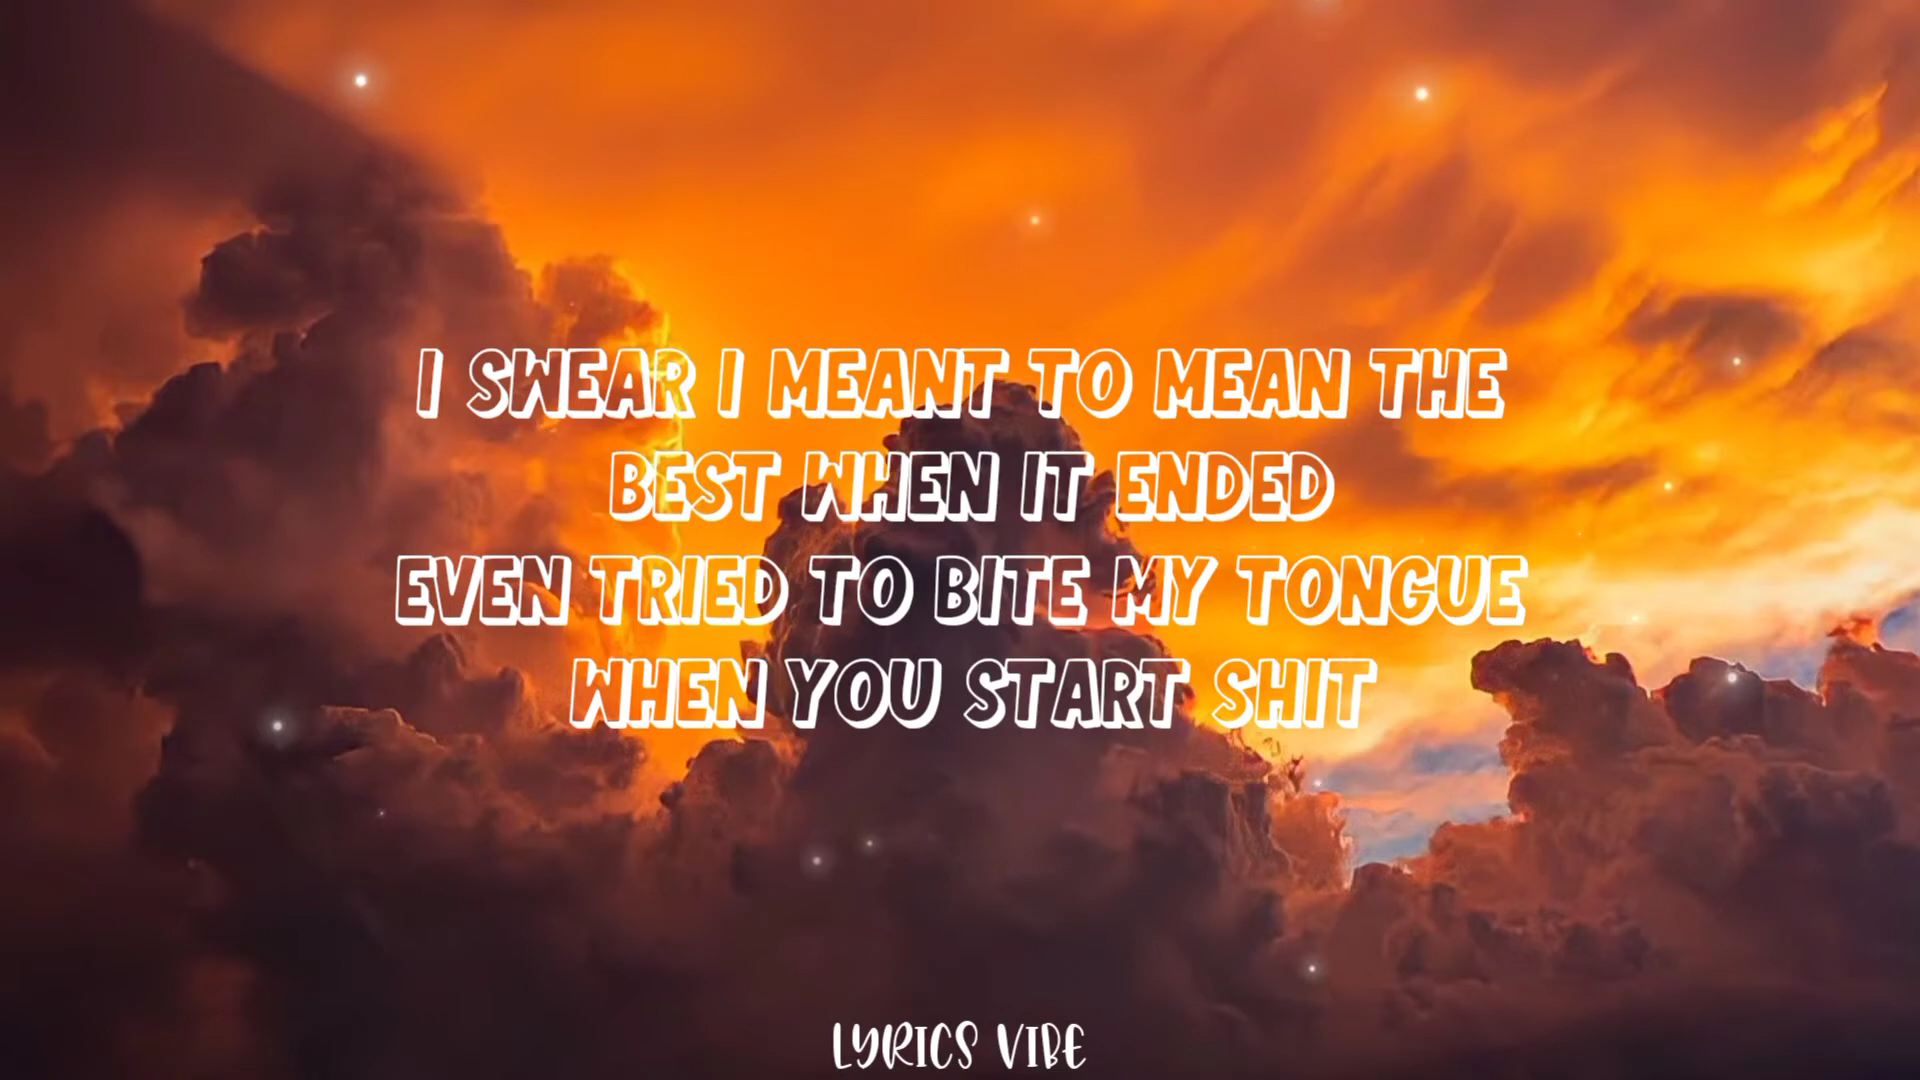 I SWEAR I MEANT TO MEAN THE
BEST WHEN IT ENDED
EVEN TRIED TO BITE MY TONGUE
WHEN YOU START SHIT
LYRICS VIBE